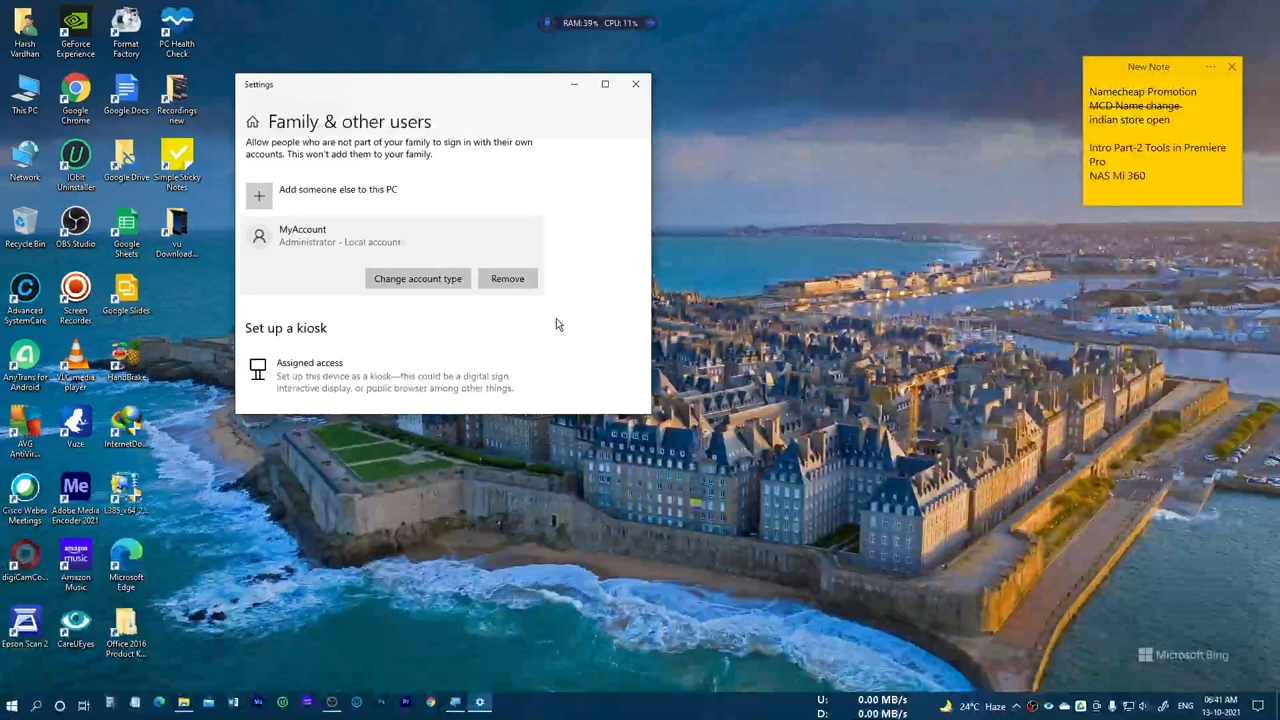 RAM:39% CPU:11%
Harsh
Vardhan
GeForce
Experience
Format
Factory
PC Health
Check
This PC
Google
Chrome
Google Docs
Recordings
new
Network
IObit
Uninstaller
Google Drive
Simple Sticky
Notes
Recycle Bin
OBS Studio
Google
Sheets
vu
Download...
Advanced
SystemCare
Screen
Recorder
Google Slides
AnyTrans for
Android
VLC media
player
HandBrake
AVG
AntiVir...
Vuze
InternetDo...
Cisco Webex
Meetings
Adobe Media
Encoder 2021
L385_x64_2...
digiCamCo...
Amazon
Music
Microsoft
Edge
Epson Scan 2
CareUEyes
Office 2016
Product K...
Settings
Family & other users
Allow people who are not part of your family to sign in with their own
accounts. This won't add them to your family.
Add someone else to this PC
MyAccount
Administrator - Local account
Change account type
Remove
Set up a kiosk
Assigned access
Set up this device as a kiosk—this could be a digital sign,
interactive display, or public browser among other things.
New Note
Namecheap Promotion
MCD Name change
indian store open
Intro Part-2 Tools in Premiere
Pro
NAS Mi 360
Microsoft Bing
U: 0.00 MB/s
D: 0.00 MB/s
24°C Haze
ENG
06:41 AM
13-10-2021